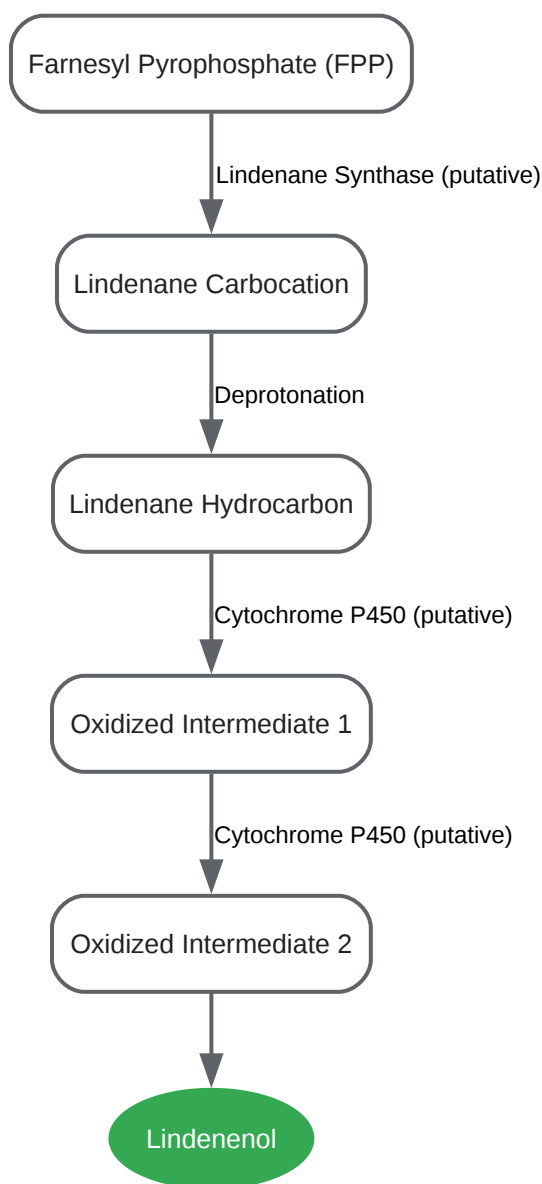 Farnesyl Pyrophosphate (FPP)
Lindenane Synthase (putative)
Lindenane Carbocation
Deprotonation
Lindenane Hydrocarbon
Cytochrome P450 (putative)
Oxidized Intermediate 1
Cytochrome P450 (putative)
Oxidized Intermediate 2
Lindenenol